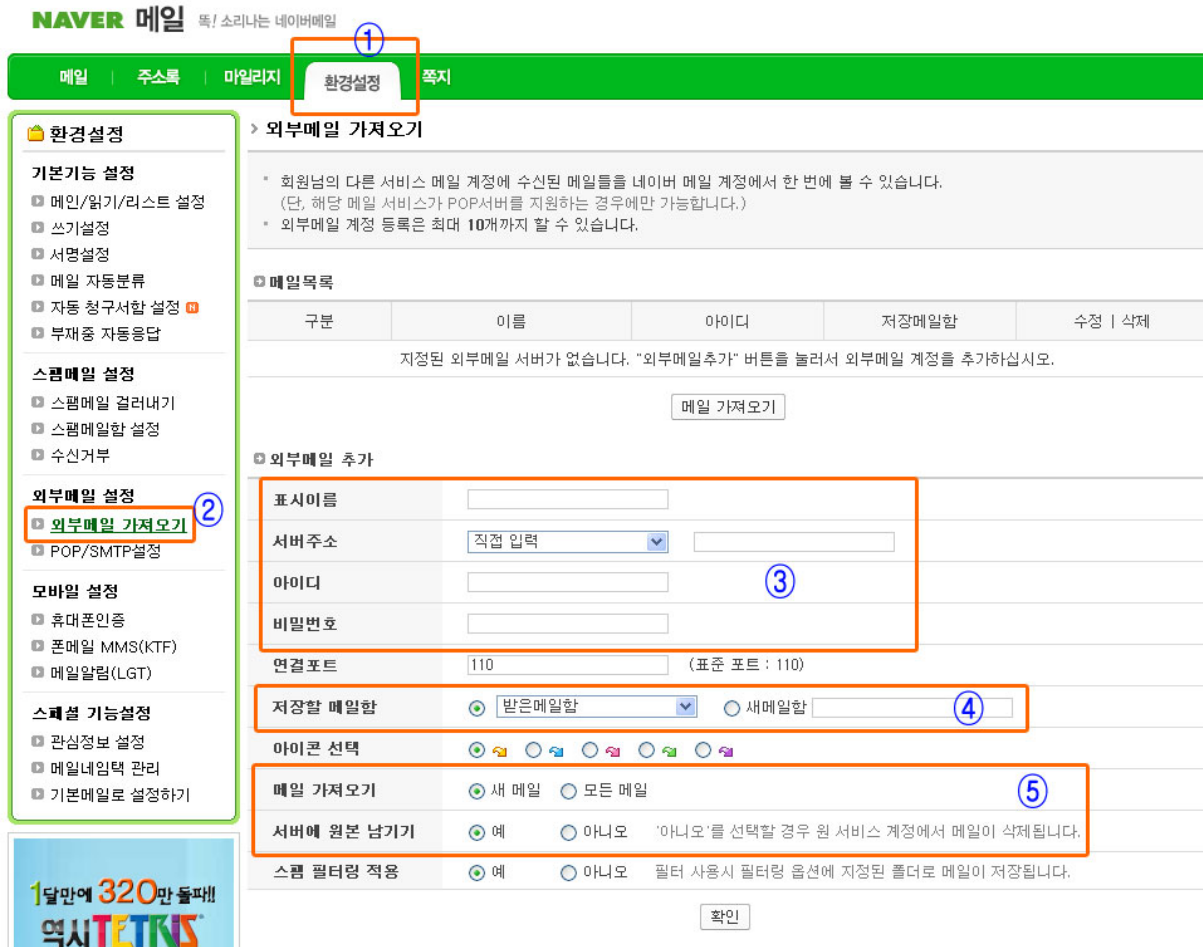 NAVER 메일 똑! 소리나는 네이버메일
①
메일 | 주소록 | 마일리지 환경설정 쪽지
환경설정
기본기능 설정
메인/읽기/리스트 설정
쓰기설정
서명설정
메일 자동분류
자동 청구서함 설정 N
부재중 자동응답
스팸메일 설정
스팸메일 걸러내기
스팸메일함 설정
수신거부
외부메일 설정
②
외부메일 가져오기
POP/SMTP설정
모바일 설정
휴대폰인증
폰메일 MMS(KTF)
메일알림(LGT)
스페셜 기능설정
관심정보 설정
메일네임택 관리
기본메일로 설정하기
1달만에 320만 돌파!!
역시 TETRIS
외부메일 가져오기
회원님의 다른 서비스 메일 계정에 수신된 메일들을 네이버 메일 계정에서 한 번에 볼 수 있습니다.
(단, 해당 메일 서비스가 POP서버를 지원하는 경우에만 가능합니다.)
외부메일 계정 등록은 최대 10개까지 할 수 있습니다.
메일목록
구분 이름 아이디 저장메일함 수정 | 삭제
지정된 외부메일 서버가 없습니다. "외부메일추가" 버튼을 눌러서 외부메일 계정을 추가하십시오.
메일 가져오기
외부메일 추가
표시이름
서버주소 직접 입력
아이디 ③
비밀번호
연결포트 110 (표준 포트 : 110)
저장할 메일함 받은메일함 새메일함 ④
아이콘 선택
메일 가져오기 새 메일 모든 메일 ⑤
서버에 원본 남기기 예 아니오 '아니오'를 선택할 경우 원 서비스 계정에서 메일이 삭제됩니다.
스팸 필터링 적용 예 아니오 필터 사용시 필터링 옵션에 지정된 폴더로 메일이 저장됩니다.
확인